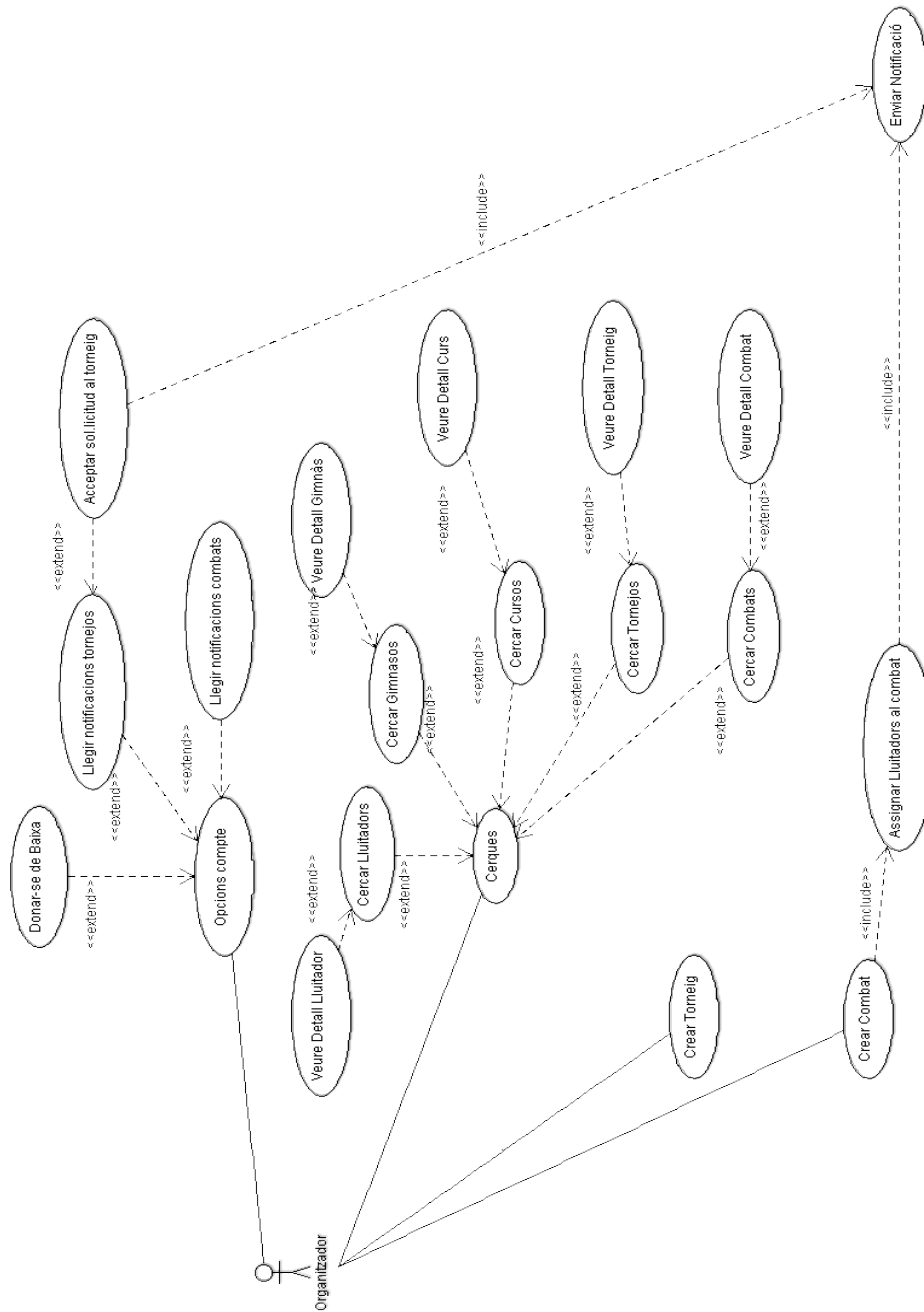 Donar-se de Baixa
<<extend>>
<<extend>>
Llegir notificacions tornejos
Acceptar sol.licitud al torneig
<<extend>>
<<extend>>
Llegir notificacions combats
Opcions compte
Organitzador
Veure Detall Lluitador
<<extend>>
<<extend>>
Veure Detall Gimnàs
Cercar Lluitadors
Cercar Gimnasos
<<extend>>
<<extend>>
<<extend>>
Veure Detall Curs
<<extend>>
<<include>>
Cerques
Cercar Cursos
<<extend>>
<<extend>>
Cercar Tornejos
Veure Detall Torneig
Crear Torneig
<<extend>>
Cercar Combats
Veure Detall Combat
<<extend>>
Crear Combat
<<include>>
Assignar Lluitadors al combat
<<include>>
Enviar Notificació